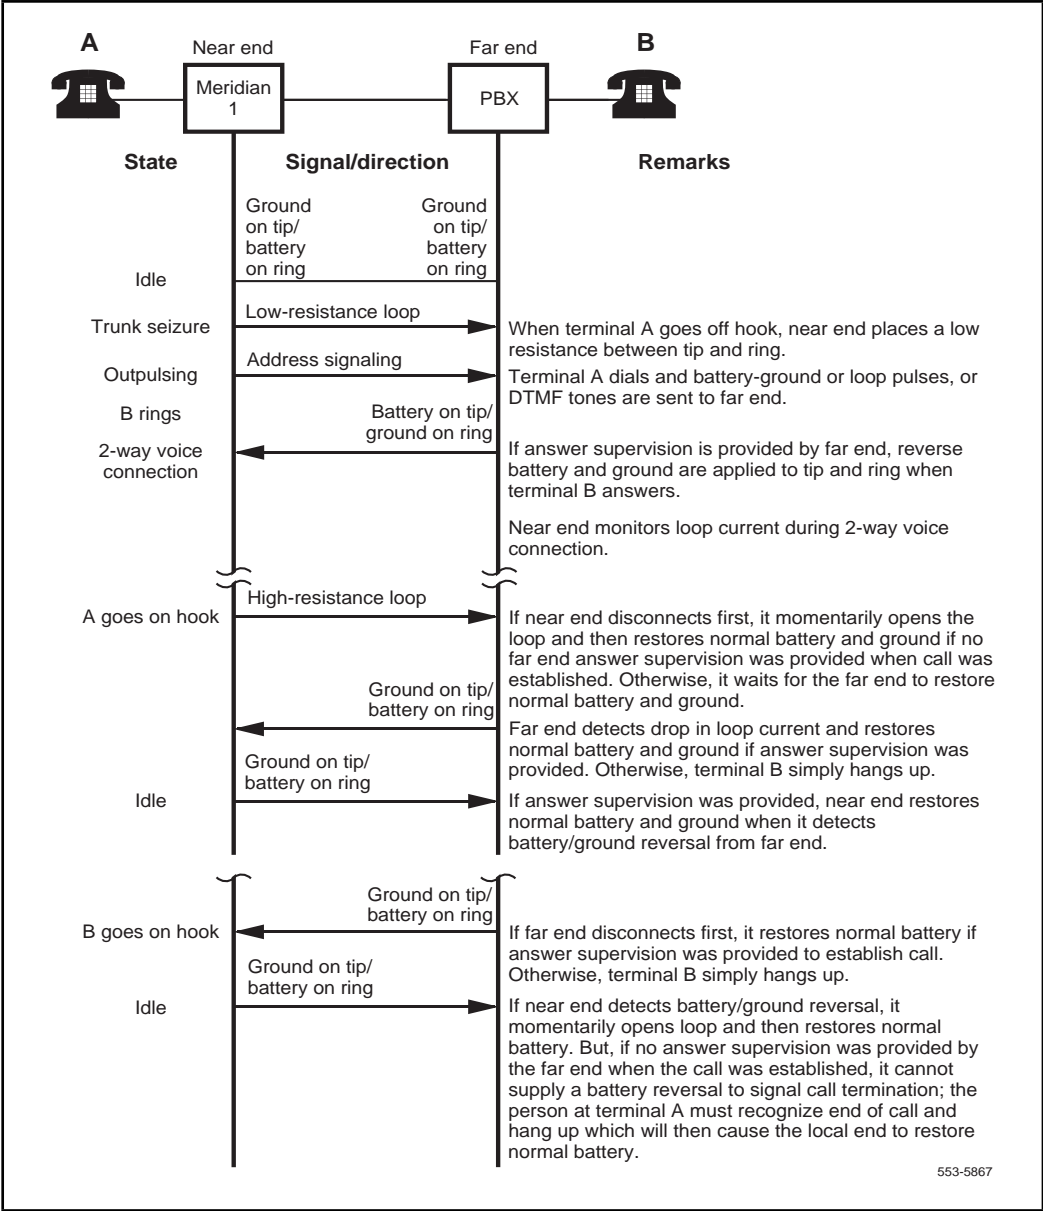 A
Near end
Far end
B
Meridian
1
PBX
State
Signal/direction
Remarks
Ground
on tip/
battery
on ring
Ground
on tip/
battery
on ring
Idle
Low-resistance loop
Trunk seizure
When terminal A goes off hook, near end places a low
resistance between tip and ring.
Address signaling
Outpulsing
Terminal A dials and battery-ground or loop pulses, or
DTMF tones are sent to far end.
B rings
Battery on tip/
ground on ring
2-way voice
connection
If answer supervision is provided by far end, reverse
battery and ground are applied to tip and ring when
terminal B answers.
Near end monitors loop current during 2-way voice
connection.
High-resistance loop
A goes on hook
If near end disconnects first, it momentarily opens the
loop and then restores normal battery and ground if no
far end answer supervision was provided when call was
established. Otherwise, it waits for the far end to restore
normal battery and ground.
Ground on tip/
battery on ring
Far end detects drop in loop current and restores
normal battery and ground if answer supervision was
provided. Otherwise, terminal B simply hangs up.
Ground on tip/
battery on ring
Idle
If answer supervision was provided, near end restores
normal battery and ground when it detects
battery/ground reversal from far end.
Ground on tip/
battery on ring
B goes on hook
If far end disconnects first, it restores normal battery if
answer supervision was provided to establish call.
Otherwise, terminal B simply hangs up.
Ground on tip/
battery on ring
Idle
If near end detects battery/ground reversal, it
momentarily opens loop and then restores normal
battery. But, if no answer supervision was provided by
the far end when the call was established, it cannot
supply a battery reversal to signal call termination; the
person at terminal A must recognize end of call and
hang up which will then cause the local end to restore
normal battery.
553-5867